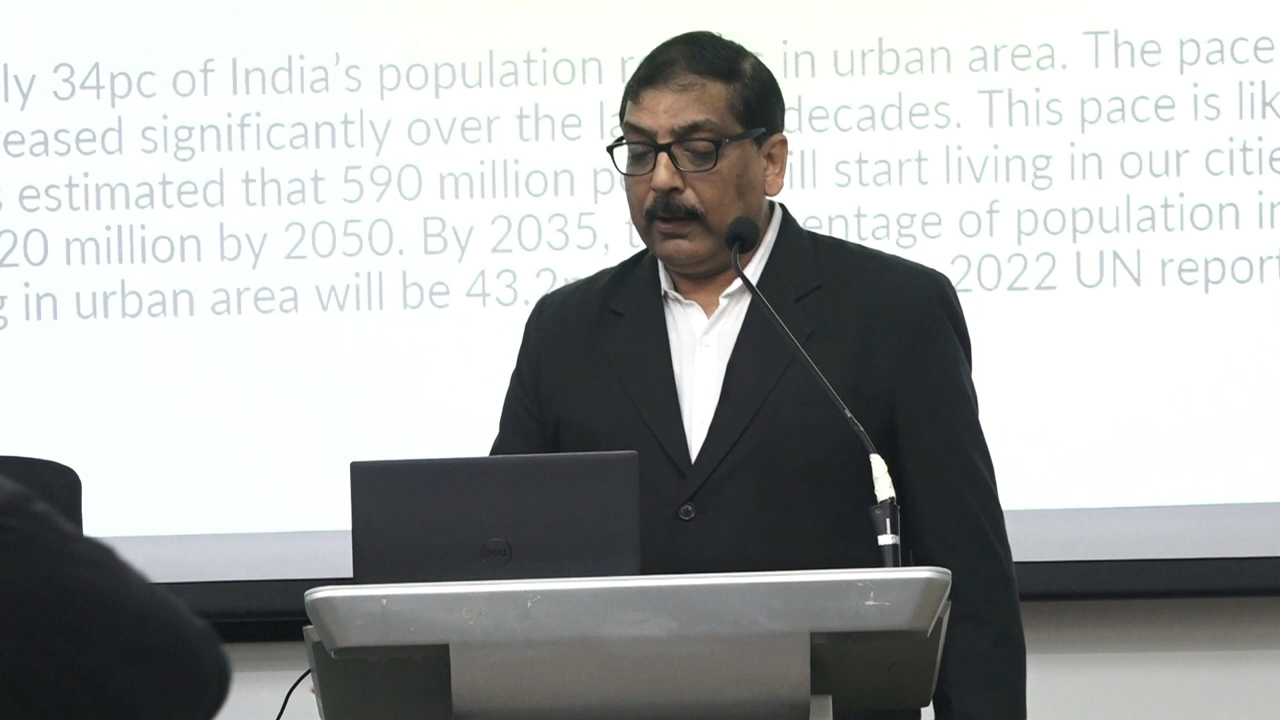 ly 34pc of India's population in urban area. The pace
eased significantly over the decades. This pace is lik
s estimated that 590 million will start living in our citie
20 million by 2050. By 2035, entage of population in
g in urban area will be 43.2 2022 UN report
DELL